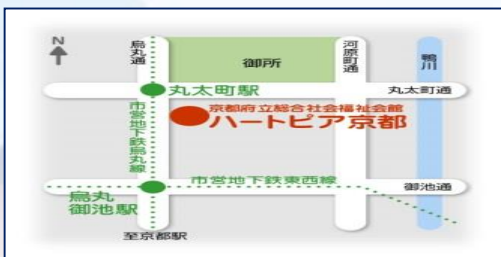 N
烏丸通
御所
河原町通
鴨川
丸太町駅
丸太町通
京都府立総合社会福祉会館
ハートピア京都
市営地下鉄烏丸線
市営地下鉄東西線
御池通
烏丸
御池駅
至京都駅